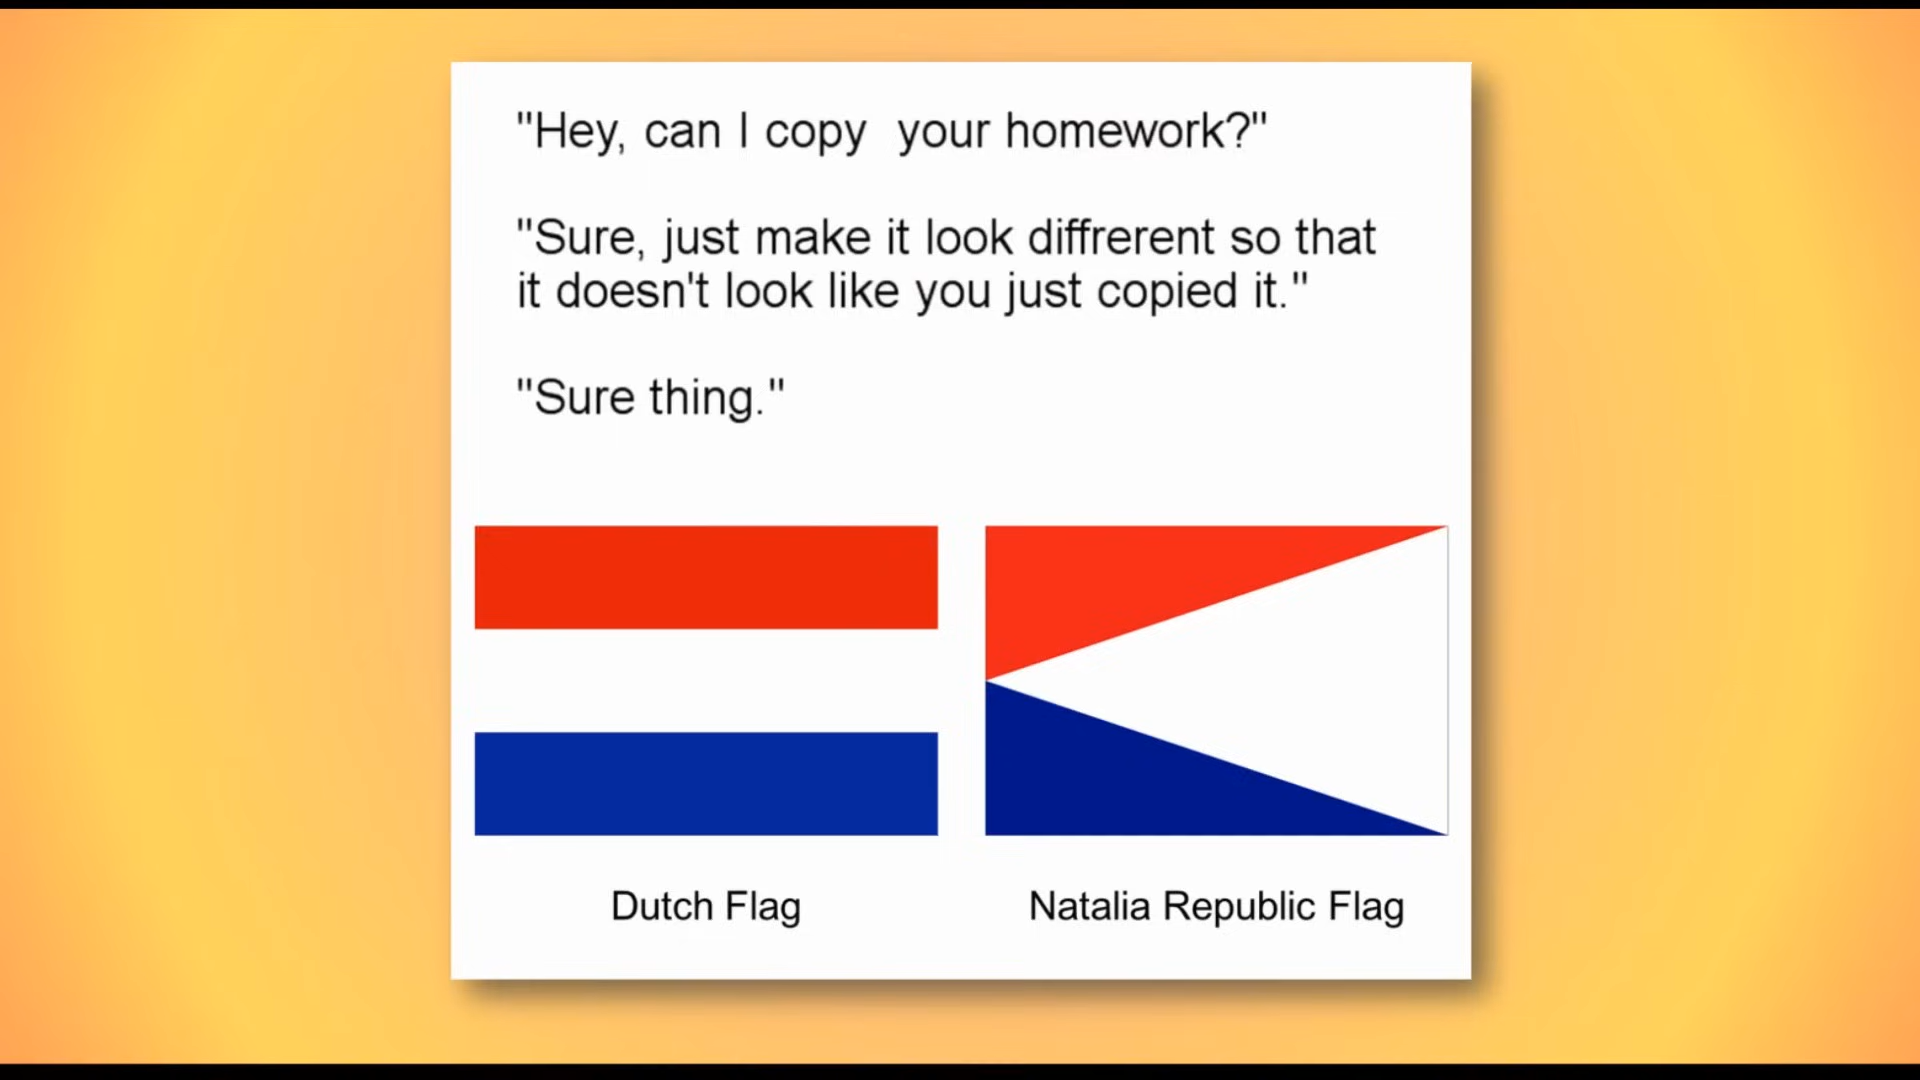 "Hey, can I copy  your homework?"
"Sure, just make it look diffrerent so that
it doesn't look like you just copied it."
"Sure thing."
Dutch Flag
Natalia Republic Flag